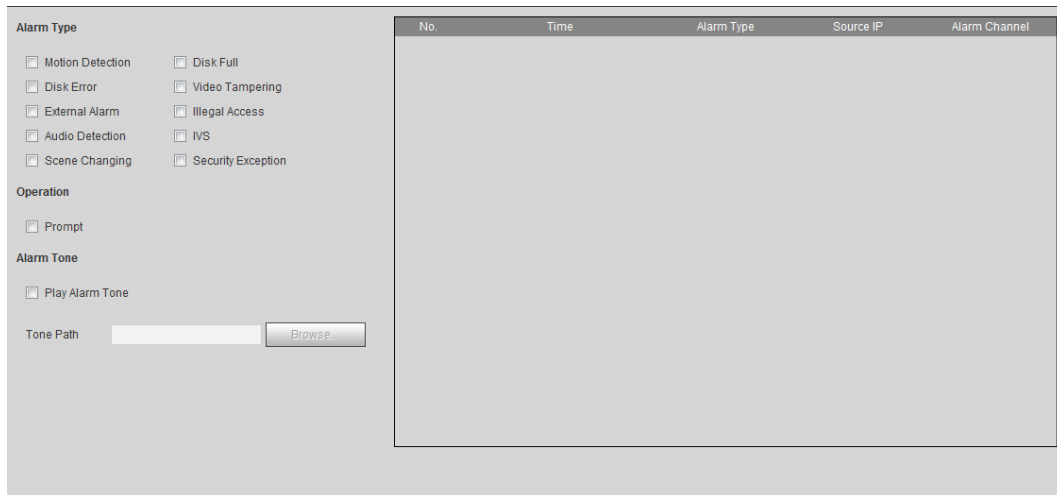 Alarm Type
Motion Detection Disk Full
Disk Error Video Tampering
External Alarm Illegal Access
Audio Detection IVS
Scene Changing Security Exception
Operation
Prompt
Alarm Tone
Play Alarm Tone
Tone Path Browse...
No. Time Alarm Type Source IP Alarm Channel